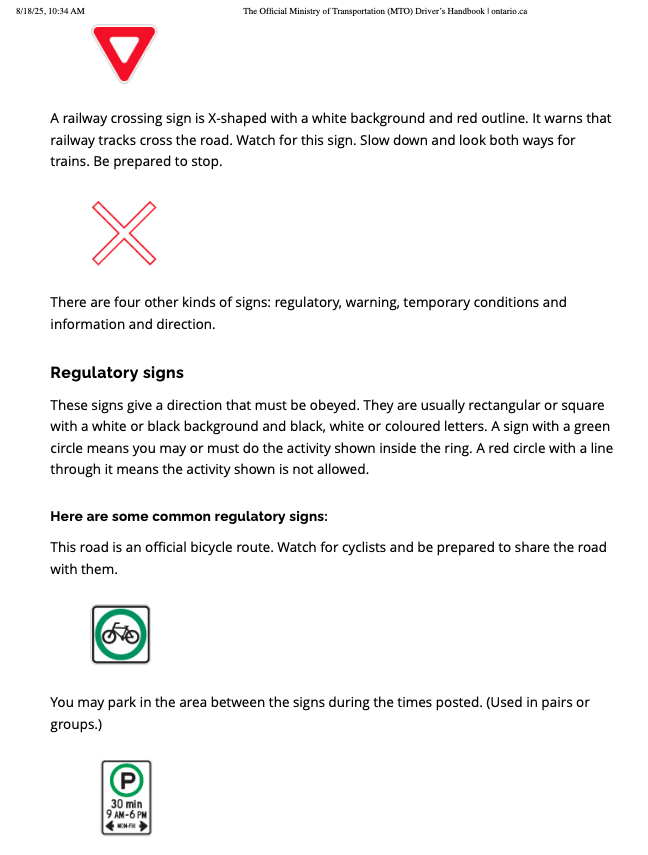 8/18/25, 10:34 AM
The Official Ministry of Transportation (MTO) Driver's Handbook | ontario.ca
A railway crossing sign is X-shaped with a white background and red outline. It warns that
railway tracks cross the road. Watch for this sign. Slow down and look both ways for
trains. Be prepared to stop.
There are four other kinds of signs: regulatory, warning, temporary conditions and
information and direction.
Regulatory signs
These signs give a direction that must be obeyed. They are usually rectangular or square
with a white or black background and black, white or coloured letters. A sign with a green
circle means you may or must do the activity shown inside the ring. A red circle with a line
through it means the activity shown is not allowed.
Here are some common regulatory signs:
This road is an official bicycle route. Watch for cyclists and be prepared to share the road
with them.
You may park in the area between the signs during the times posted. (Used in pairs or
groups.)
P
30 min
9 AM-6 PM
MON-FRI